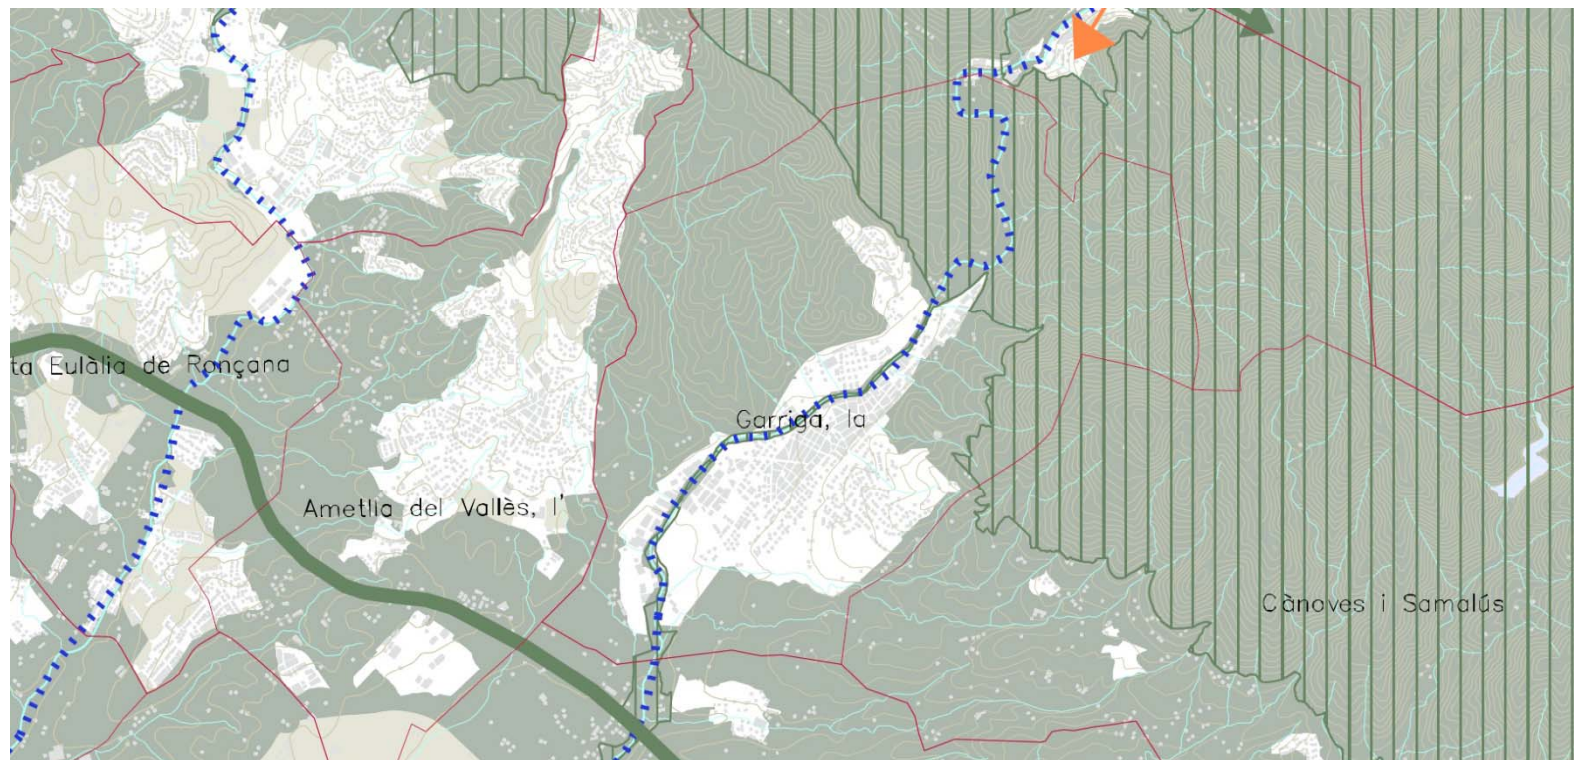 ta Eulàlia de Ronçana
Garriga, la
Ametlla del Vallès, l'
Cànoves i Samalús